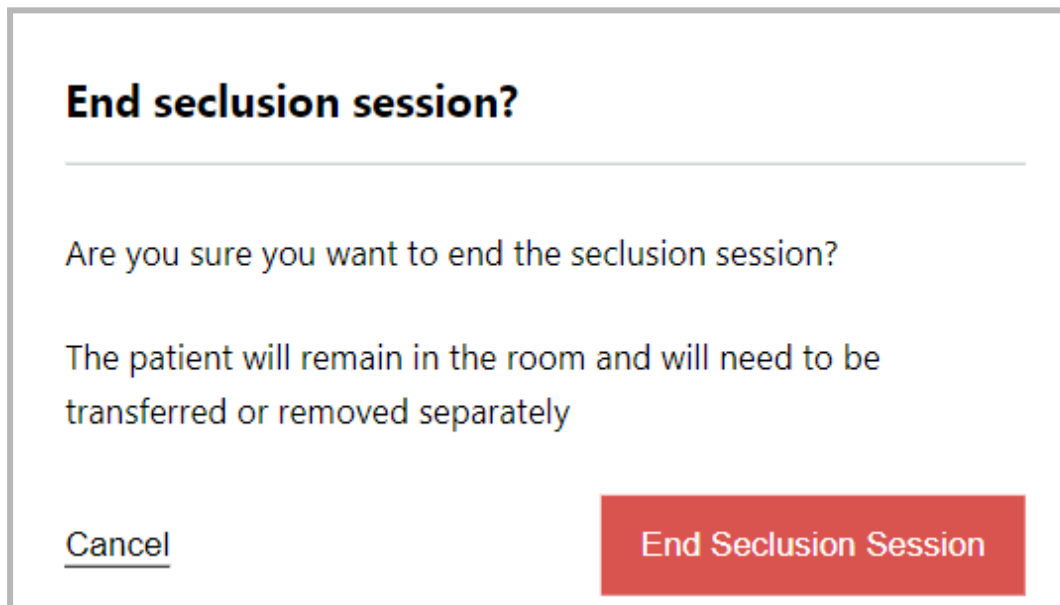 End seclusion session?
Are you sure you want to end the seclusion session?
The patient will remain in the room and will need to be
transferred or removed separately
Cancel
End Seclusion Session